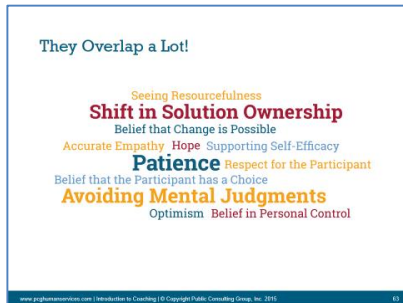 They Overlap a Lot!
Seeing Resourcefulness
Shift in Solution Ownership
Belief that Change is Possible
Accurate Empathy Hope Supporting Self-Efficacy
Patience Respect for the Participant
Belief that the Participant has a Choice
Avoiding Mental Judgments
Optimism Belief in Personal Control
www.pcghumanservices.com | Introduction to Coaching | © Copyright Public Consulting Group, Inc. 2015 63